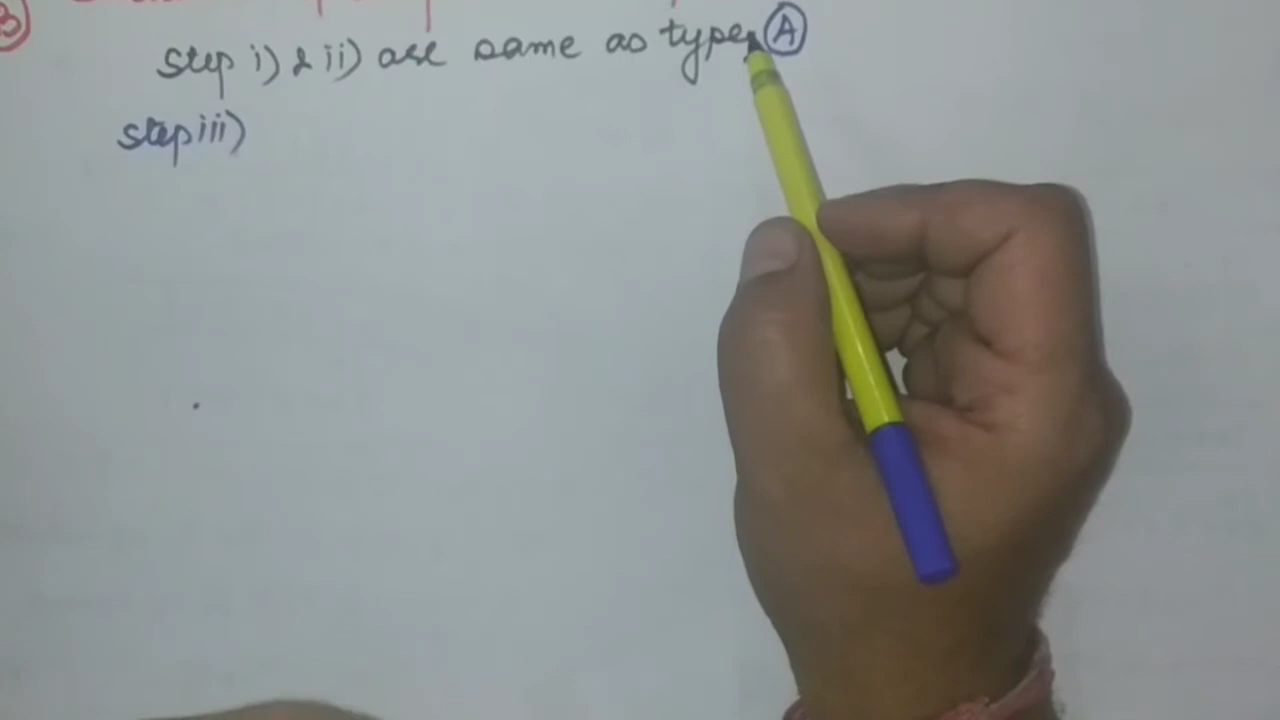 B
step i) & ii) are same as type A
step iii)